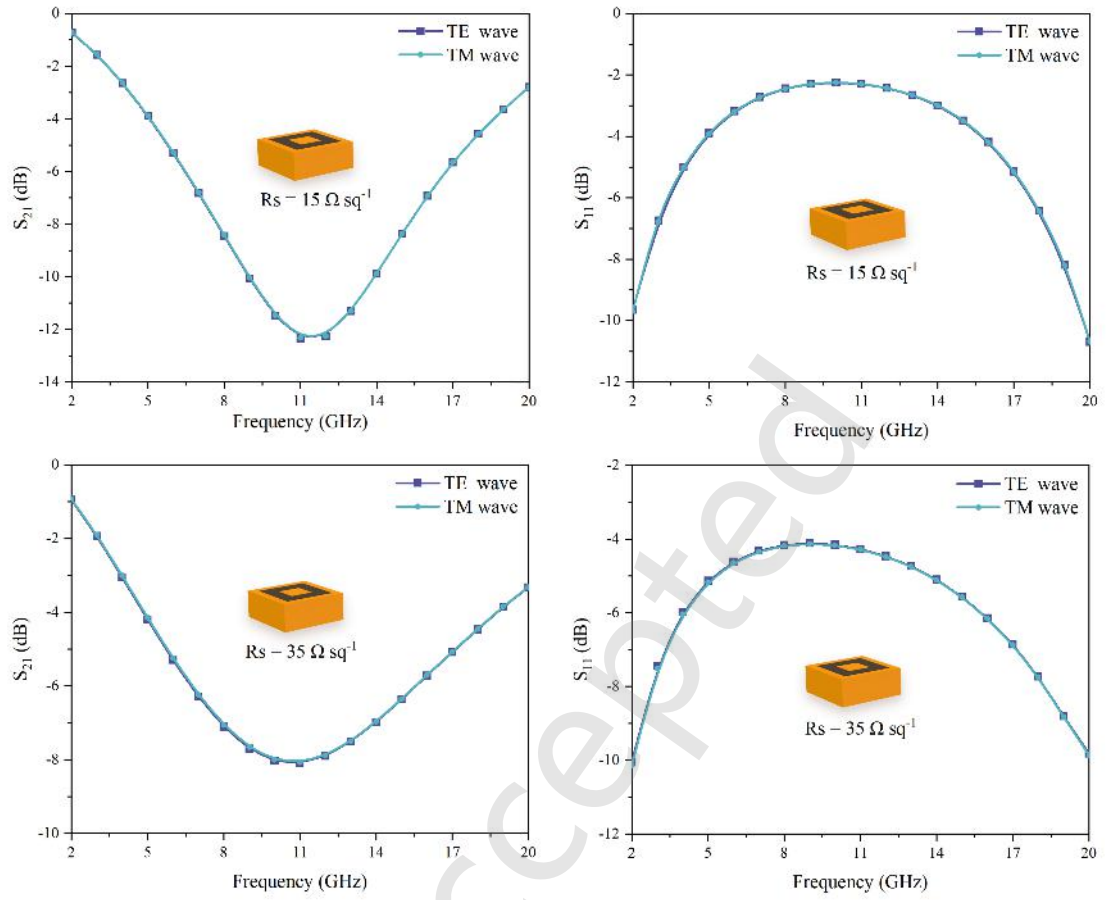 0
-2
-4
-6
-8
-10
-12
-14
S21 (dB)
TE wave
TM wave
Rs = 15 Ω sq-1
2
5
8
11
14
17
20
Frequency (GHz)
0
-2
-4
-6
-8
-10
-12
S11 (dB)
TE wave
TM wave
Rs = 15 Ω sq-1
2
5
8
11
14
17
20
Frequency (GHz)
0
-2
-4
-6
-8
-10
S21 (dB)
TE wave
TM wave
Rs = 35 Ω sq-1
2
5
8
11
14
17
20
Frequency (GHz)
-2
-4
-6
-8
-10
-12
S11 (dB)
TE wave
TM wave
Rs = 35 Ω sq-1
2
5
8
11
14
17
20
Frequency (GHz)
ccepted